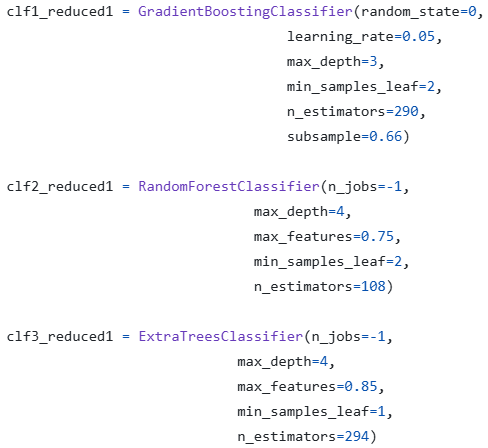 clf1_reduced1 = GradientBoostingClassifier(random_state=0,
learning_rate=0.05,
max_depth=3,
min_samples_leaf=2,
n_estimators=290,
subsample=0.66)
clf2_reduced1 = RandomForestClassifier(n_jobs=-1,
max_depth=4,
max_features=0.75,
min_samples_leaf=2,
n_estimators=108)
clf3_reduced1 = ExtraTreesClassifier(n_jobs=-1,
max_depth=4,
max_features=0.85,
min_samples_leaf=1,
n_estimators=294)